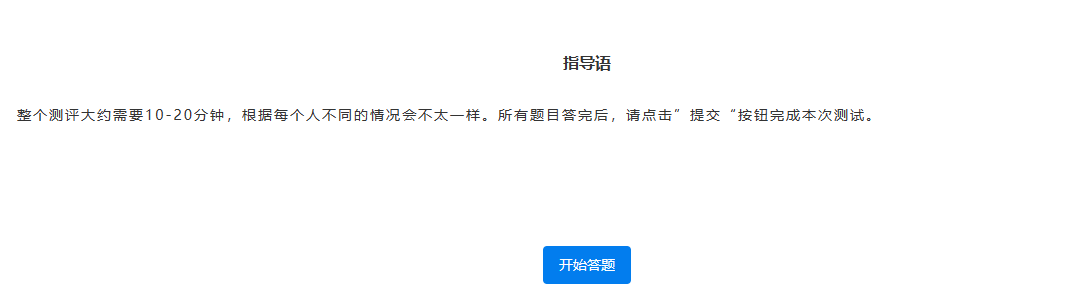 指导语
整个测评大约需要10-20分钟，根据每个人不同的情况会不太一样。所有题目答完后，请点击”提交“按钮完成本次测试。
开始答题